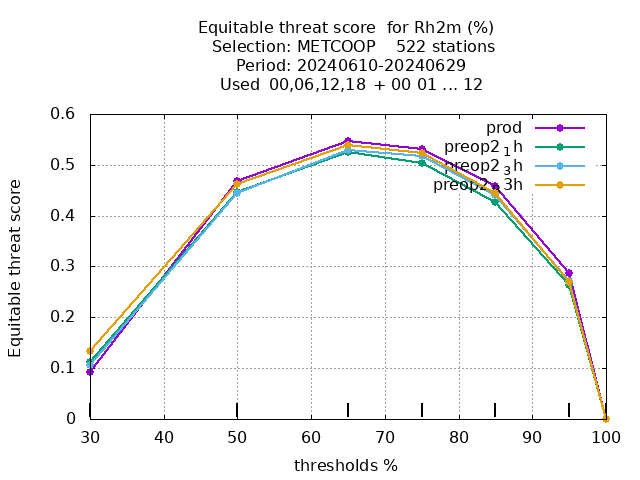 Equitable threat score for Rh2m (%)
Selection: METCOOP 522 stations
Period: 20240610-20240629
Used 00,06,12,18 + 00 01 ... 12
Equitable threat score
0.6
0.5
0.4
0.3
0.2
0.1
0
prod
preop2 1h
preop2 3h
30 40 50 60 70 80 90 100
thresholds %